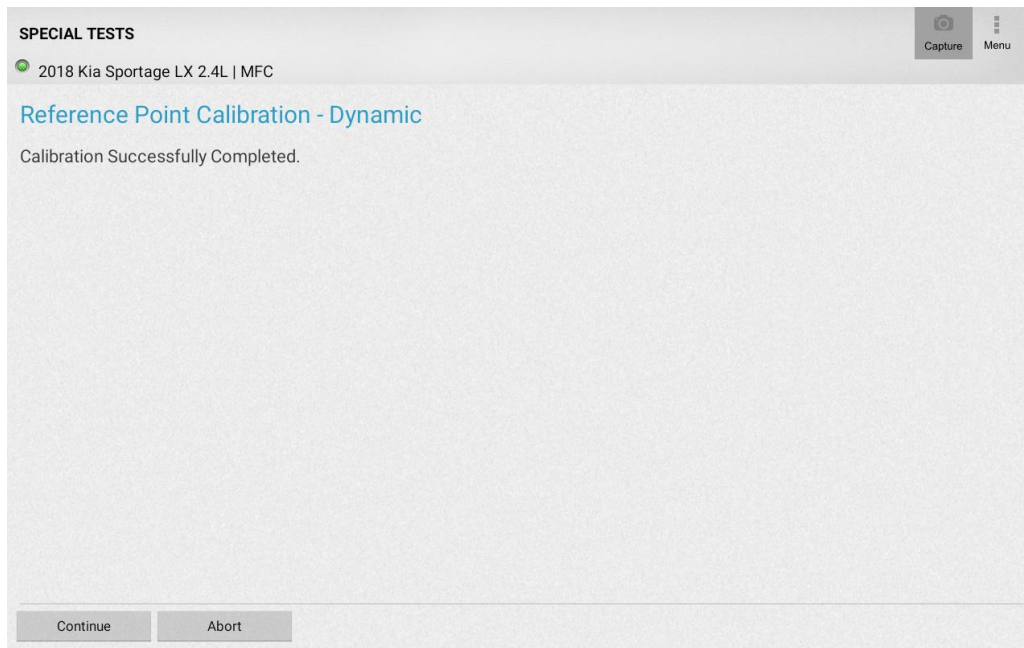 SPECIAL TESTS
Capture
Menu
2018 Kia Sportage LX 2.4L | MFC
Reference Point Calibration - Dynamic
Calibration Successfully Completed.
Continue
Abort